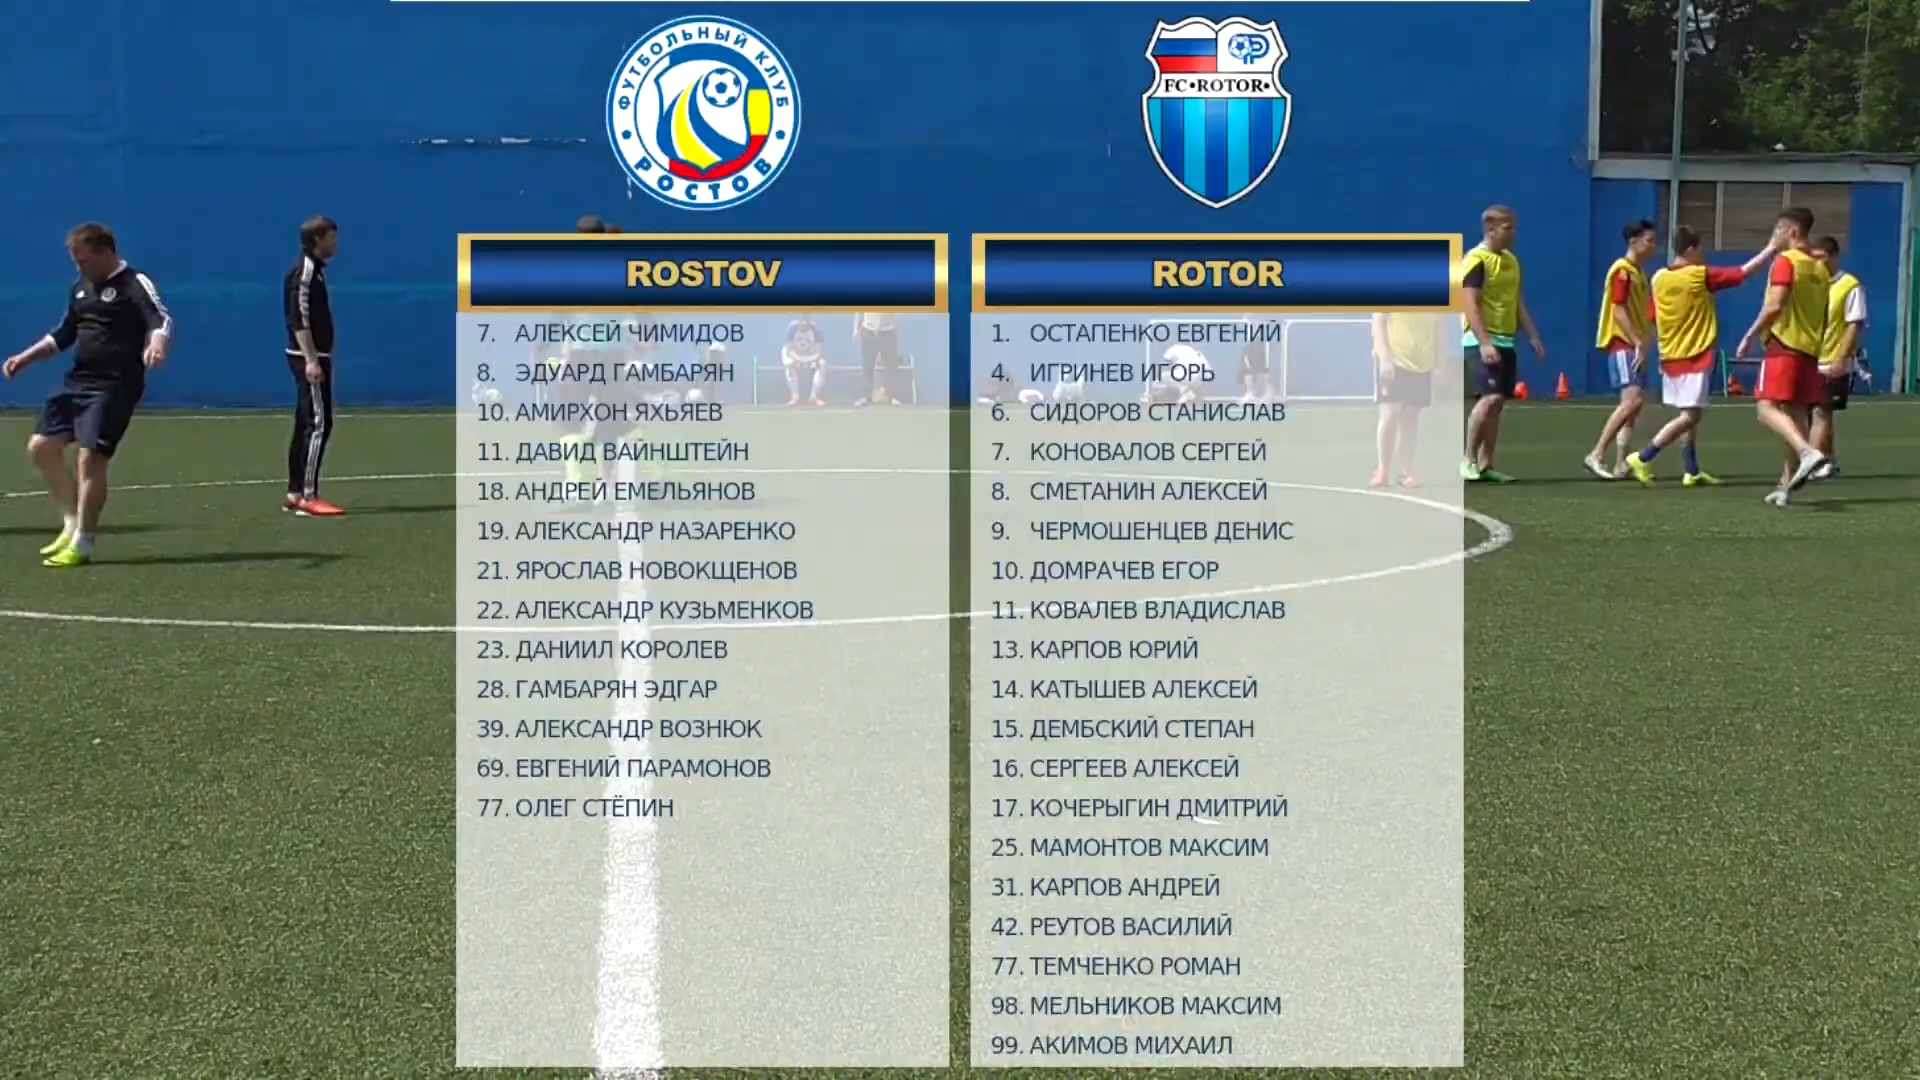 ФУТБОЛЬНЫЙ КЛУБ
РОСТОВ
FC•ROTOR•
ROSTOV
7. АЛЕКСЕЙ ЧИМИДОВ
8. ЭДУАРД ГАМБАРЯН
10. АМИРХОН ЯХЬЯЕВ
11. ДАВИД ВАЙНШТЕЙН
18. АНДРЕЙ ЕМЕЛЬЯНОВ
19. АЛЕКСАНДР НАЗАРЕНКО
21. ЯРОСЛАВ НОВОКЩЕНОВ
22. АЛЕКСАНДР КУЗЬМЕНКОВ
23. ДАНИИЛ КОРОЛЕВ
28. ГАМБАРЯН ЭДГАР
39. АЛЕКСАНДР ВОЗНЮК
69. ЕВГЕНИЙ ПАРАМОНОВ
77. ОЛЕГ СТЁПИН
ROTOR
1. ОСТАПЕНКО ЕВГЕНИЙ
4. ИГРИНЕВ ИГОРЬ
6. СИДОРОВ СТАНИСЛАВ
7. КОНОВАЛОВ СЕРГЕЙ
8. СМЕТАНИН АЛЕКСЕЙ
9. ЧЕРМОШЕНЦЕВ ДЕНИС
10. ДОМРАЧЕВ ЕГОР
11. КОВАЛЕВ ВЛАДИСЛАВ
13. КАРПОВ ЮРИЙ
14. КАТЫШЕВ АЛЕКСЕЙ
15. ДЕМБСКИЙ СТЕПАН
16. СЕРГЕЕВ АЛЕКСЕЙ
17. КОЧЕРЫГИН ДМИТРИЙ
25. МАМОНТОВ МАКСИМ
31. КАРПОВ АНДРЕЙ
42. РЕУТОВ ВАСИЛИЙ
77. ТЕМЧЕНКО РОМАН
98. МЕЛЬНИКОВ МАКСИМ
99. АКИМОВ МИХАИЛ